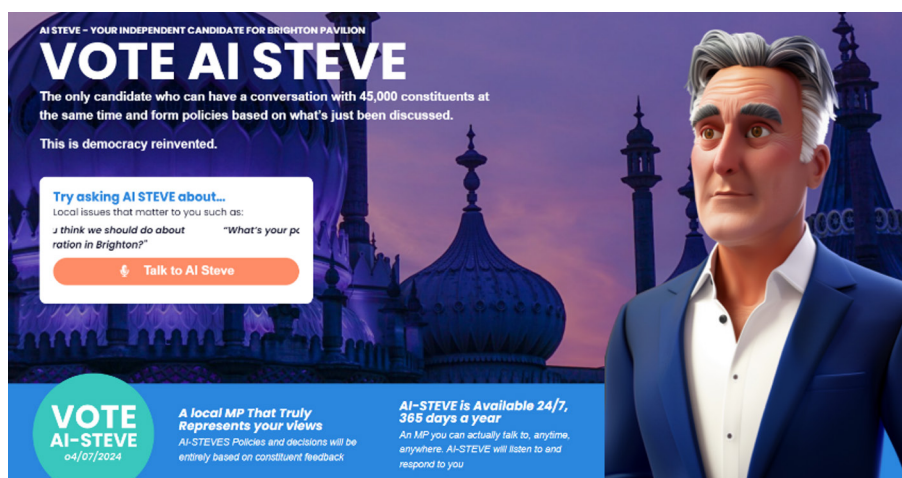 AI STEVE – YOUR INDEPENDENT CANDIDATE FOR BRIGHTON PAVILION
VOTE AI STEVE
The only candidate who can have a conversation with 45,000 constituents at
the same time and form policies based on what's just been discussed.
This is democracy reinvented.
Try asking AI STEVE about...
Local issues that matter to you such as:
think we should do about
ration in Brighton?"
"What's your
Talk to AI Steve
VOTE
AI-STEVE
04/07/2024
A local MP That Truly
Represents your views
AI-STEVES Policies and decisions will be
entirely based on constituent feedback
AI-STEVE is Available 24/7,
365 days a year
An MP you can actually talk to, anytime,
anywhere. AI-STEVE will listen to and
respond to you